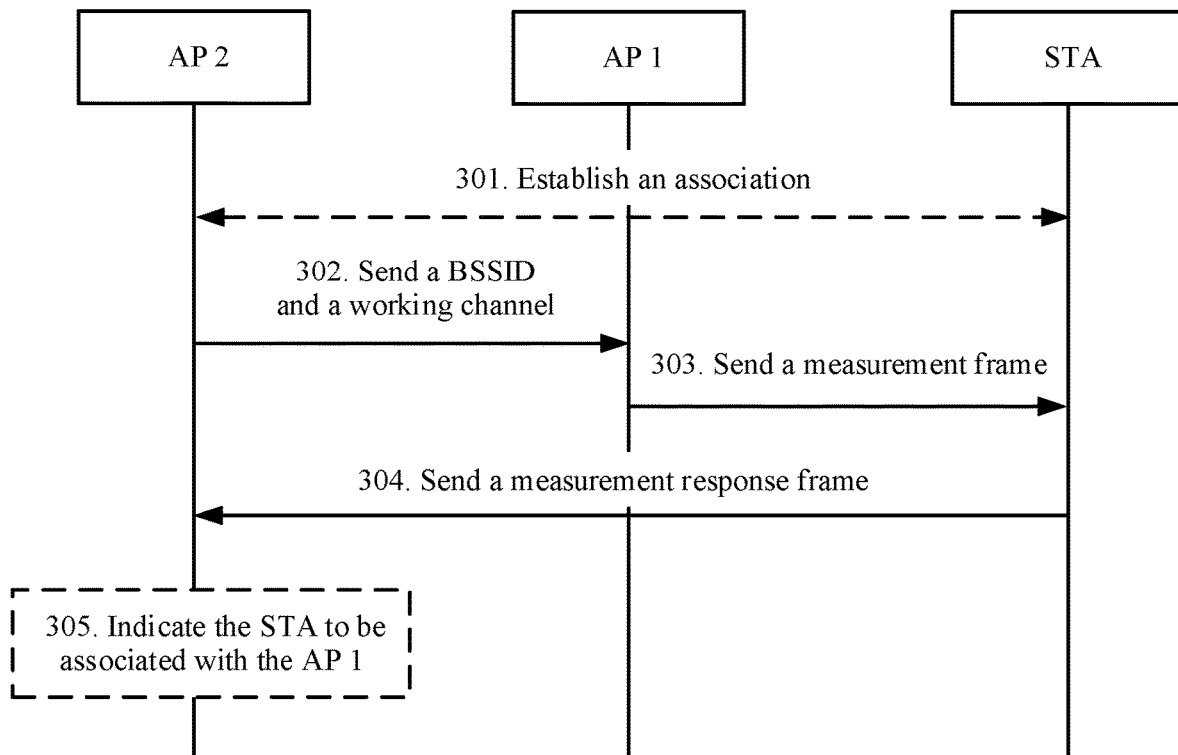 AP 2
AP 1
STA
301. Establish an association
302. Send a BSSID
and a working channel
303. Send a measurement frame
304. Send a measurement response frame
305. Indicate the STA to be
associated with the AP 1